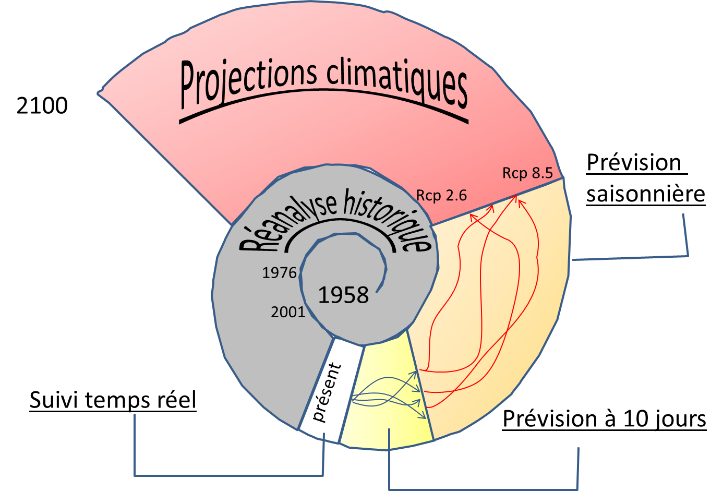 Projections climatiques
2100
Rcp 8.5
Rcp 2.6
Prévision
saisonnière
Réanalyse historique
1976
1958
2001
présent
Suivi temps réel
Prévision à 10 jours